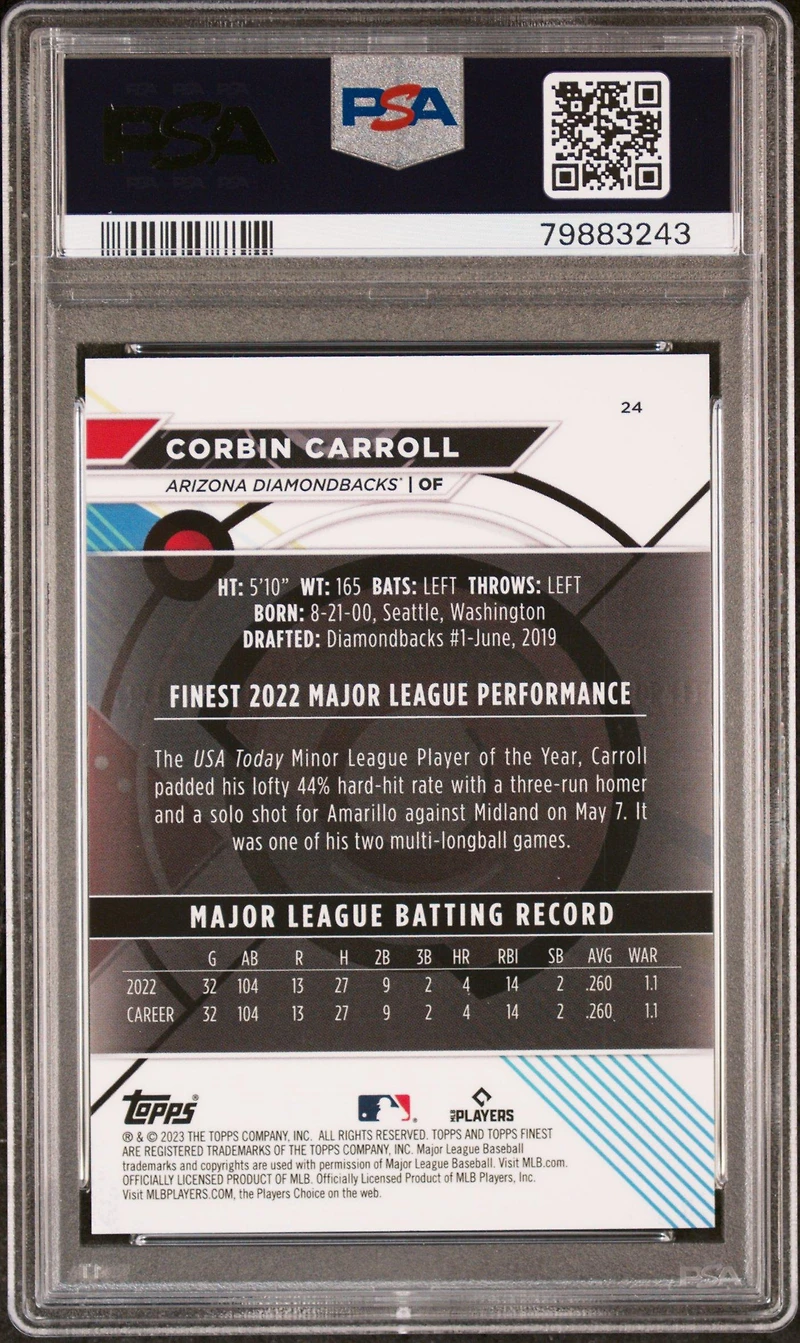 PSA
PSA
79883243
24
CORBIN CARROLL
ARIZONA DIAMONDBACKS® | OF
HT: 5'10" WT: 165 BATS: LEFT THROWS: LEFT
BORN: 8-21-00, Seattle, Washington
DRAFTED: Diamondbacks #1-June, 2019
FINEST 2022 MAJOR LEAGUE PERFORMANCE
The USA Today Minor League Player of the Year, Carroll
padded his lofty 44% hard-hit rate with a three-run homer
and a solo shot for Amarillo against Midland on May 7. It
was one of his two multi-longball games.
MAJOR LEAGUE BATTING RECORD
G AB R H 2B 3B HR RBI SB AVG WAR
2022 32 104 13 27 9 2 4 14 2 .260 1.1
CAREER 32 104 13 27 9 2 4 14 2 .260 1.1
Topps®
MLB PLAYERS
® & © 2023 THE TOPPS COMPANY, INC. ALL RIGHTS RESERVED. TOPPS AND TOPPS FINEST
ARE REGISTERED TRADEMARKS OF THE TOPPS COMPANY, INC. Major League Baseball
trademarks and copyrights are used with permission of Major League Baseball. Visit MLB.com.
OFFICIALLY LICENSED PRODUCT OF MLB. Officially Licensed Product of MLB Players, Inc.
Visit MLBPLAYERS.COM, the Players Choice on the web.
PSA